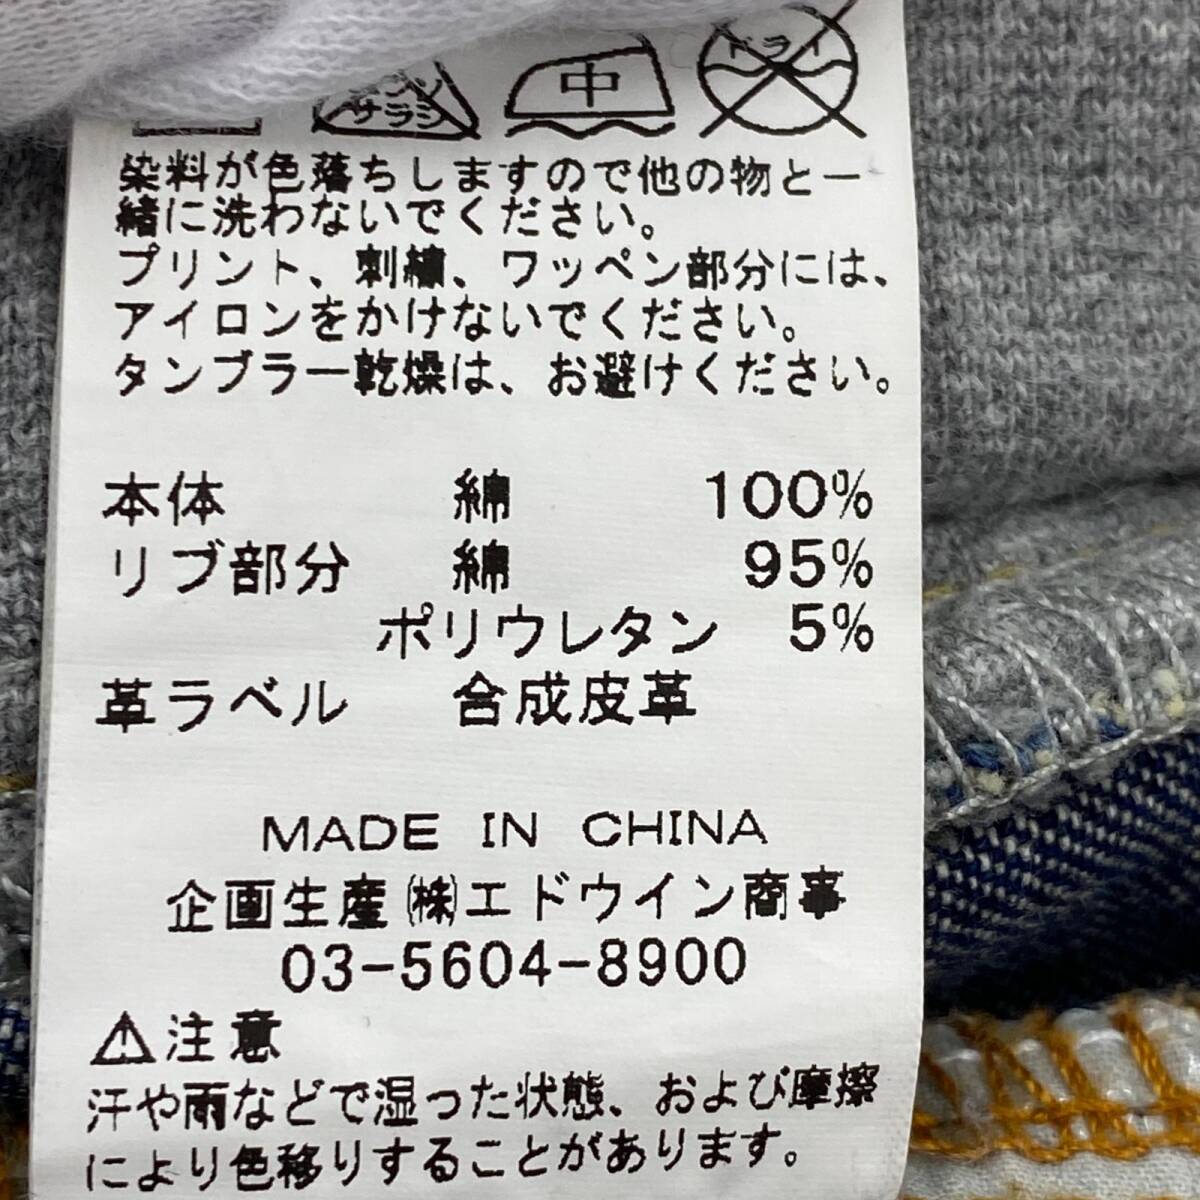 サラシ
中
ドライ
染料が色落ちしますので他の物と一
緒に洗わないでください。
プリント、刺繍、ワッペン部分には、
アイロンをかけないでください。
タンブラー乾燥は、お避けください。
本体 綿 100%
リブ部分 綿 95%
ポリウレタン 5%
革ラベル 合成皮革
MADE IN CHINA
企画生産㈱エドウイン商事
03-5604-8900
⚠注意
汗や雨などで湿った状態、および摩擦
により色移りすることがあります。